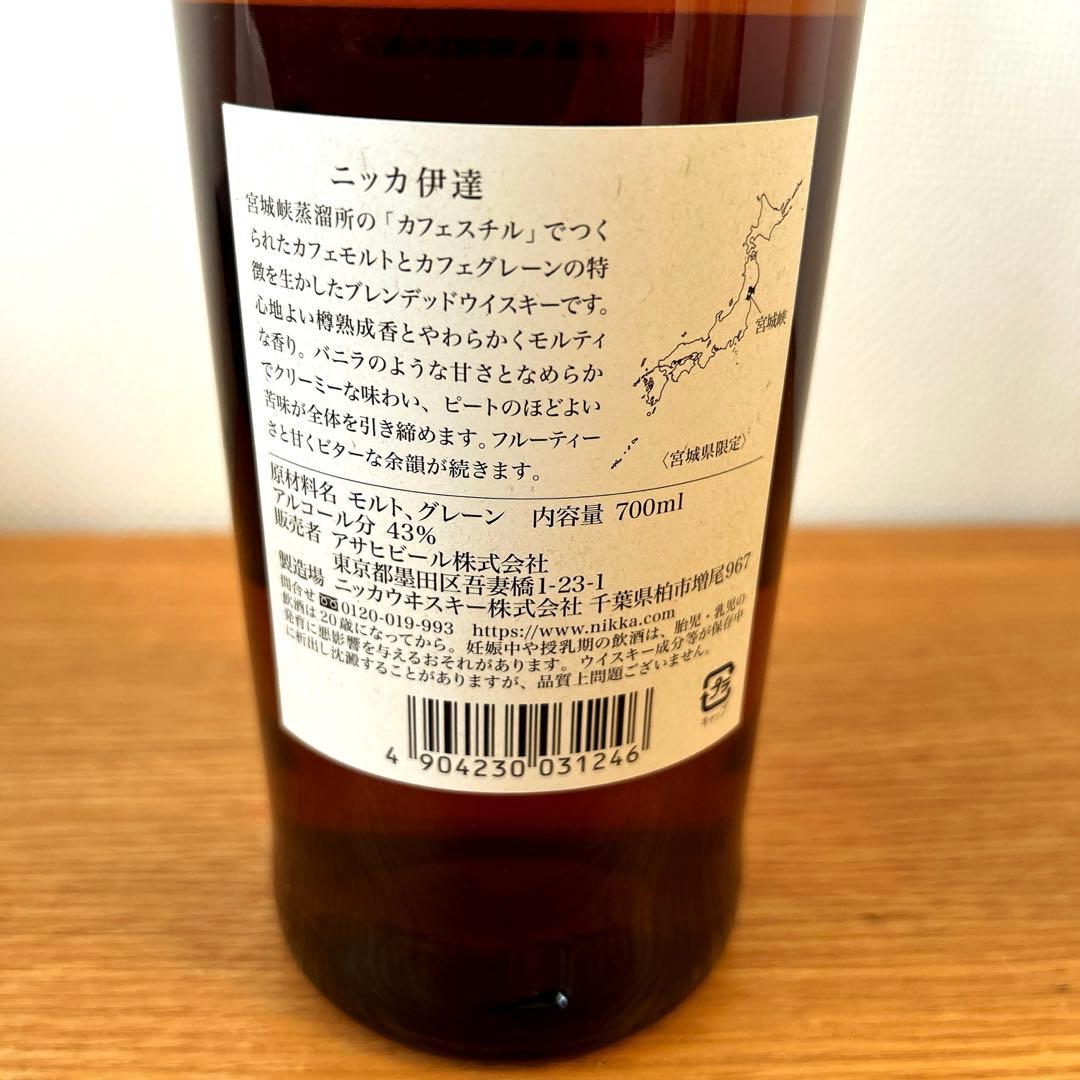 ニッカ伊達
宮城峡蒸溜所の「カフェスチル」でつく
られたカフェモルトとカフェグレーンの特
徴を生かしたブレンデッドウイスキーです。
心地よい樽熟成香とやわらかくモルティ
な香り。バニラのような甘さとなめらか
でクリーミーな味わい、ピートのほどよい
苦味が全体を引き締めます。フルーティー
さと甘くビターな余韻が続きます。
宮城峡
〈宮城県限定〉
原材料名 モルト、グレーン 内容量 700ml
アルコール分 43%
販売者 アサヒビール株式会社
東京都墨田区吾妻橋1-23-1
製造場 ニッカウヰスキー株式会社 千葉県柏市増尾967
問合せ 0120-019-993 https://www.nikka.com
飲酒は20歳になってから。妊娠中や授乳期の飲酒は、胎児・乳児の
発育に悪影響を与えるおそれがあります。ウイスキー成分等が保存中
に析出し沈澱することがありますが、品質上問題ございません。
プラ
キャップ
4 904230 031246